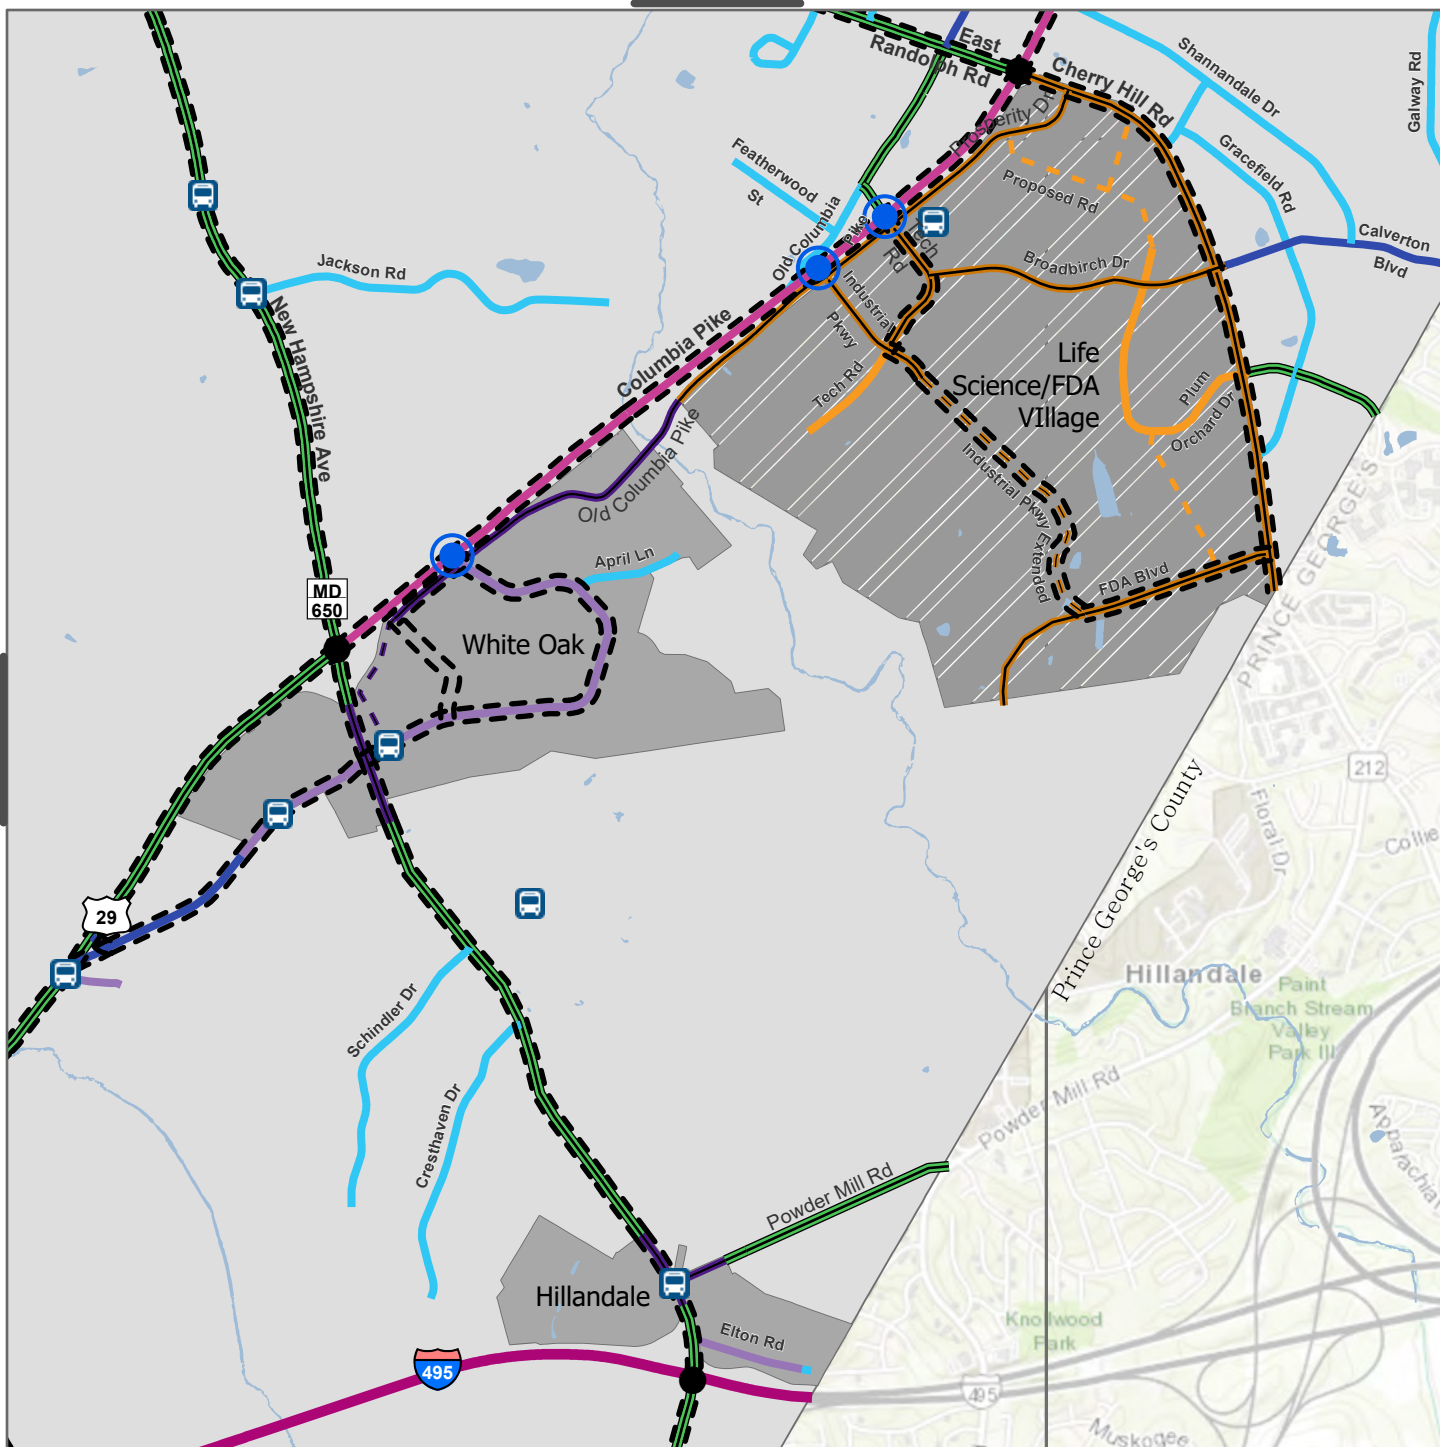 East
Randolph Rd
Cherry Hill Rd
Shannandale Dr
Galway Rd
Prosperity Dr
Gracefield Rd
Featherwood
St
Proposed Rd
Old Columbia
Pike
Tech
Rd
Calverton
Blvd
Broadbirch Dr
Jackson Rd
New Hampshire Ave
Columbia Pike
Industrial
Pkwy
Life
Science/FDA
VIllage
Tech Rd
Plum
Orchard Dr
Old Columbia Pike
Industrial Pkwy Extended
PRINCE GEORGE'S
April Ln
FDA Blvd
MD
650
White Oak
212
Prince George's County
Floral Dr
Collie
29
Hillandale
Paint
Branch Stream
Valley
Park III
Schindler Dr
Cresthaven Dr
Powder Mill Rd
Apparachia
Powder Mill Rd
Hillandale
Knollwood
Park
Elton Rd
495
495
Muskogee